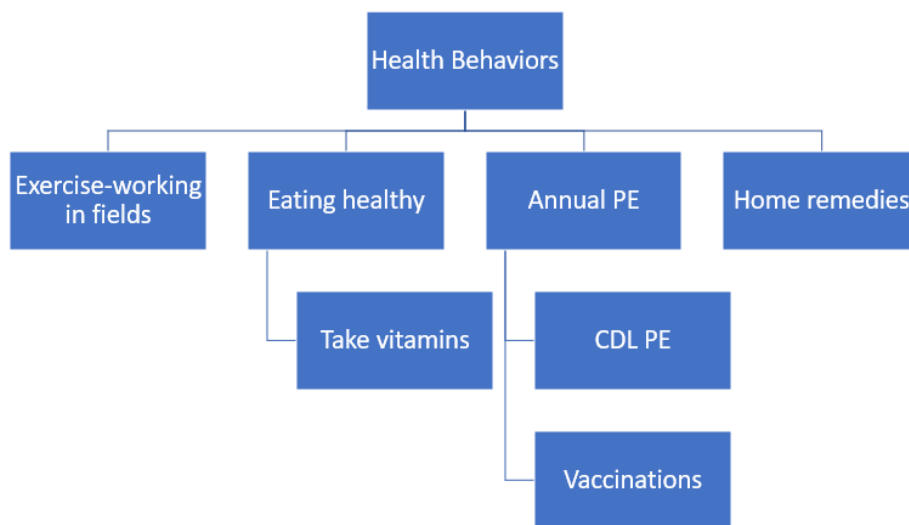 Health Behaviors
Exercise-working
in fields
Eating healthy
Annual PE
Home remedies
Take vitamins
CDL PE
Vaccinations